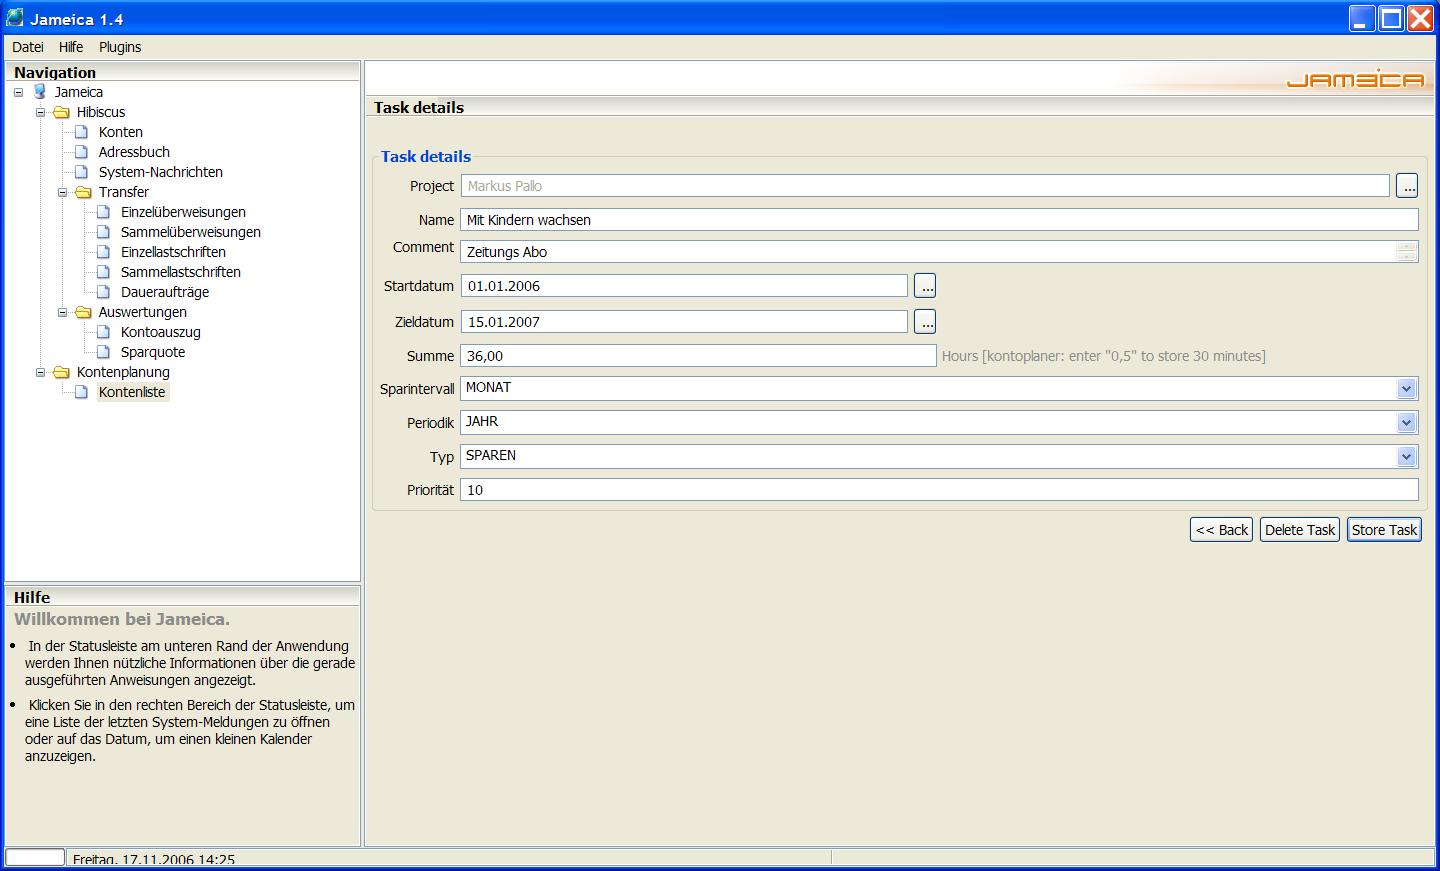 Jameica 1.4
Datei Hilfe Plugins
Navigation
Jameica
Hibiscus
Konten
Adressbuch
System-Nachrichten
Transfer
Einzelüberweisungen
Sammelüberweisungen
Einzellastschriften
Sammellastschriften
Daueraufträge
Auswertungen
Kontoauszug
Sparquote
Kontenplanung
Kontenliste
Hilfe
Willkommen bei Jameica.
• In der Statusleiste am unteren Rand der Anwendung
werden Ihnen nützliche Informationen über die gerade
ausgeführten Anweisungen angezeigt.
• Klicken Sie in den rechten Bereich der Statusleiste, um
eine Liste der letzten System-Meldungen zu öffnen
oder auf das Datum, um einen kleinen Kalender
anzuzeigen.
JAMEICA
Task details
Task details
Project Markus Pallo ...
Name Mit Kindern wachsen
Comment Zeitungs Abo
Startdatum 01.01.2006 ...
Zieldatum 15.01.2007 ...
Summe 36,00 Hours [kontoplaner: enter "0,5" to store 30 minutes]
Sparintervall MONAT
Periodik JAHR
Typ SPAREN
Priorität 10
<< Back Delete Task Store Task
Freitag, 17.11.2006 14:25